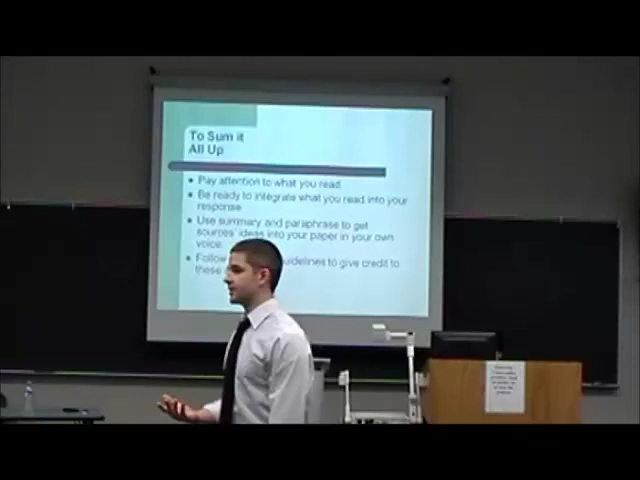 To Sum it
All Up
Pay attention to what you read
Be ready to integrate what you read into your
response
Use summary and paraphrase to get
sources' ideas into your paper in your own
voice
Follow guidelines to give credit to
these